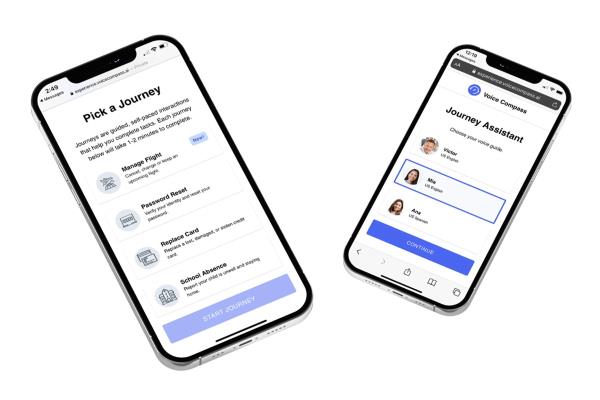 2:49
Messages
experience.voicecompass.ai — Private
Pick a Journey
Journeys are guided, self-paced interactions
that help you complete tasks. Each journey
below will take 1-2 minutes to complete.
New!
Manage Flight
Cancel, change or keep an
upcoming flight.
Password Reset
Verify your identity and reset your
password.
Replace Card
Replace a lost, damaged, or stolen credit
card.
School Absence
Report your child is unwell and staying
home.
START JOURNEY
12:10
Messages
AA
experience.voicecompass.ai
Voice Compass
Journey Assistant
Choose your voice guide.
Victor
US English
Mia
US English
Ana
US Spanish
CONTINUE